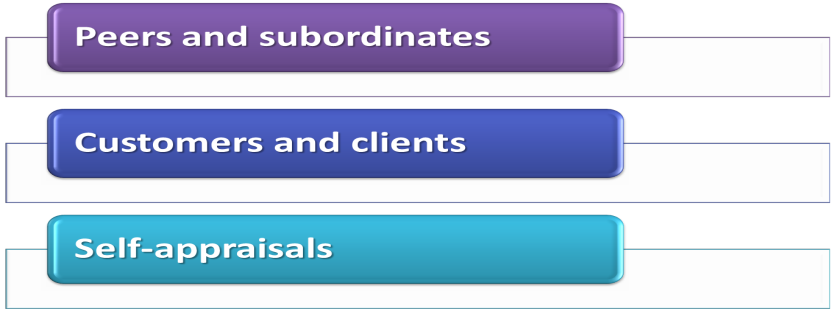 Peers and subordinates
Customers and clients
Self-appraisals